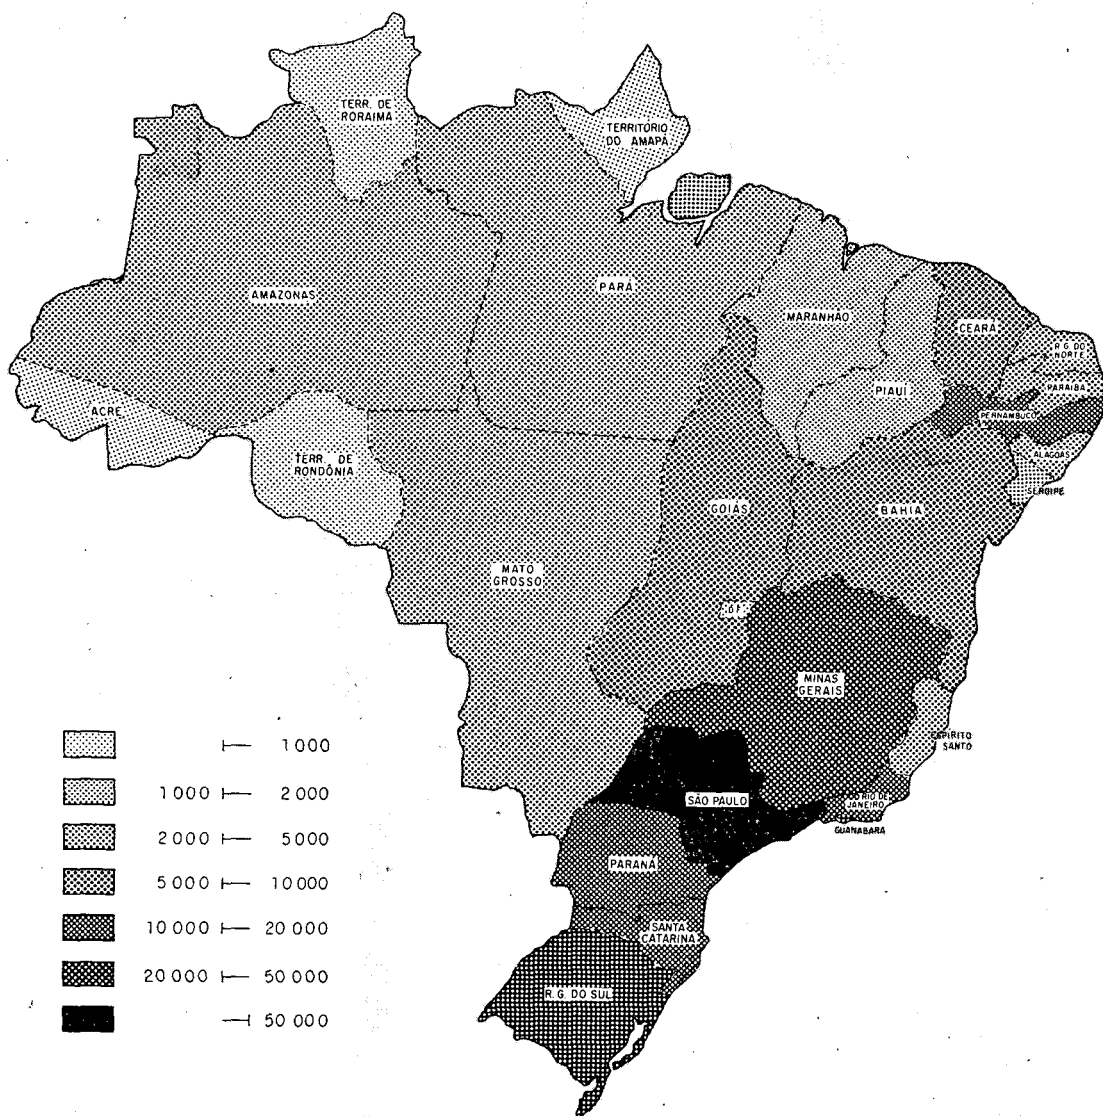 TERR. DE
RORAIMA
TERRITÓRIO
DO AMAPÁ
AMAZONAS
PARÁ
MARANHÃO
CEARÁ
R. G. DO
NORTE
PARAÍBA
PIAUÍ
PERNAMBUCO
ACRE
ALAGOAS
TERR. DE
RONDÔNIA
SERGIPE
GOIÁS
BAHIA
MATO
GROSSO
DF
MINAS
GERAIS
ESPÍRITO
SANTO
SÃO PAULO
RIO DE
JANEIRO
GUANABARA
PARANÁ
SANTA
CATARINA
R. G. DO SUL
⊢ 1 000
1 000 ⊢ 2 000
2 000 ⊢ 5 000
5 000 ⊢ 10 000
10 000 ⊢ 20 000
20 000 ⊢ 50 000
⊣ 50 000